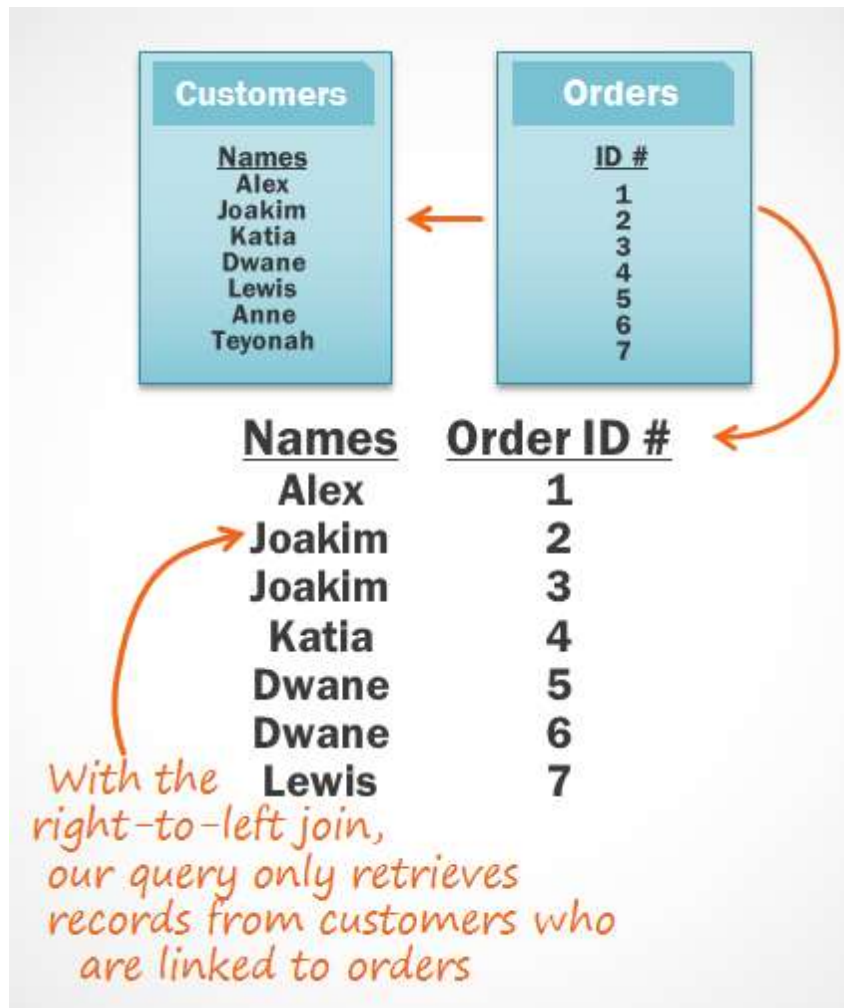 Customers
Names
Alex
Joakim
Katia
Dwane
Lewis
Anne
Teyonah
Orders
ID #
1
2
3
4
5
6
7
Names Order ID #
Alex 1
Joakim 2
Joakim 3
Katia 4
Dwane 5
Dwane 6
Lewis 7
With the
right-to-left join,
our query only retrieves
records from customers who
are linked to orders